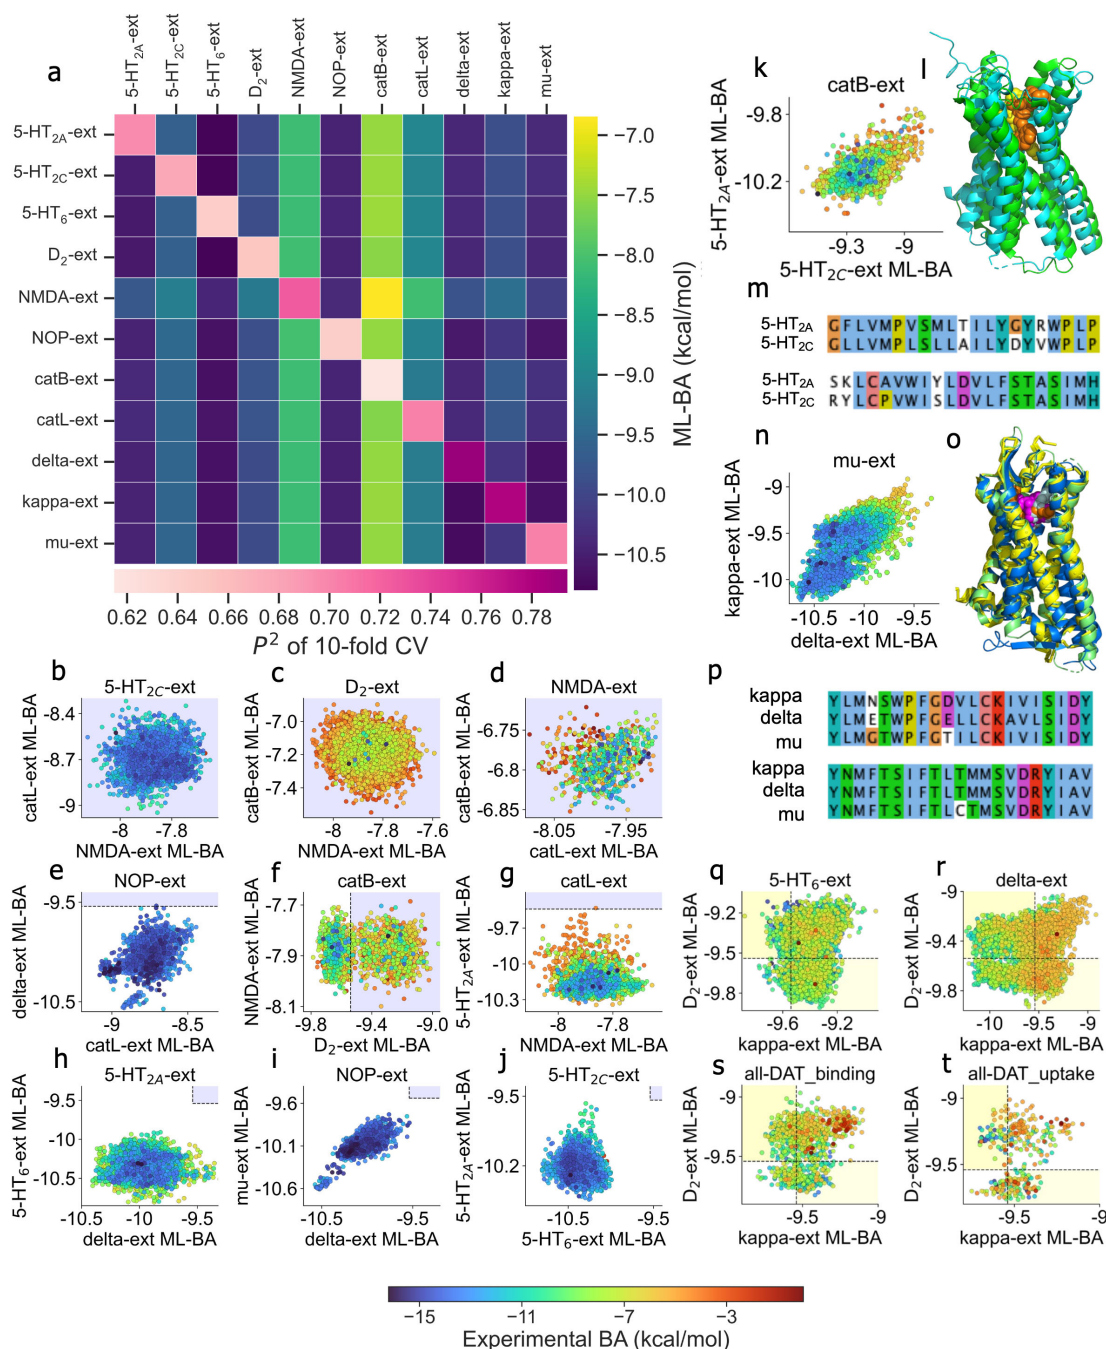 a
5-HT2A-ext
5-HT2C-ext
5-HT6-ext
D2-ext
NMDA-ext
NOP-ext
catB-ext
catL-ext
delta-ext
kappa-ext
mu-ext
5-HT2A-ext
5-HT2C-ext
5-HT6-ext
D2-ext
NMDA-ext
NOP-ext
catB-ext
catL-ext
delta-ext
kappa-ext
mu-ext
−7.0
−7.5
−8.0
−8.5
−9.0
−9.5
−10.0
−10.5
ML-BA (kcal/mol)
0.62 0.64 0.66 0.68 0.70 0.72 0.74 0.76 0.78
P² of 10-fold CV
k
catB-ext
5-HT2A-ext ML-BA
-9.8
-10.2
-9.3 -9
5-HT2C-ext ML-BA
l
m
5-HT2A GFLVMPVSMLTILYGYRWPLP
5-HT2C GLLVMPLSLLAILYDYVWPLP
5-HT2A SKLCAVWIYLDVLFSTASIMH
5-HT2C RYLCPVWISLDVLFSTASIMH
n
mu-ext
kappa-ext ML-BA
-9
-9.5
-10
-10.5 -10 -9.5
delta-ext ML-BA
o
p
kappa YLMNSWPFGDVLCKIVISIDY
delta YLMETWPFGELLCKAVLSIDY
mu YLMGTWPFGTILCKIVISIDY
kappa YNMFTSIFTLTMMSVDRYIAV
delta YNMFTSIFTLTMMSVDRYIAV
mu YNMFTSIFTLCTMSVDRYIAV
b
5-HT2C-ext
catL-ext ML-BA
-8.4
-8.7
-9
-8 -7.8
NMDA-ext ML-BA
c
D2-ext
catB-ext ML-BA
-7.0
-7.2
-7.4
-8 -7.8 -7.6
NMDA-ext ML-BA
d
NMDA-ext
catB-ext ML-BA
-6.75
-6.8
-6.85
-8.05 -7.95
catL-ext ML-BA
e
NOP-ext
delta-ext ML-BA
-9.5
-10.5
-9 -8.5
catL-ext ML-BA
f
catB-ext
NMDA-ext ML-BA
-7.7
-7.9
-8.1
-9.8 -9.4 -9.0
D2-ext ML-BA
g
catL-ext
5-HT2A-ext ML-BA
-9.7
-10
-10.3
-8 -7.8
NMDA-ext ML-BA
q
5-HT6-ext
D2-ext ML-BA
-9.2
-9.5
-9.8
-9.6 -9.2
kappa-ext ML-BA
r
delta-ext
D2-ext ML-BA
-9
-9.4
-9.8
-10 -9.5 -9
kappa-ext ML-BA
h
5-HT2A-ext
5-HT6-ext ML-BA
-9.5
-10
-10.5
-10.5 -10 -9.5
delta-ext ML-BA
i
NOP-ext
mu-ext ML-BA
-9.6
-10.1
-10.6
-10.5 -9.5
delta-ext ML-BA
j
5-HT2C-ext
5-HT2A-ext ML-BA
-9.5
-10.2
-10.5 -9.5
5-HT6-ext ML-BA
s
all-DAT_binding
D2-ext ML-BA
-9
-9.5
-9.5 -9
kappa-ext ML-BA
t
all-DAT_uptake
D2-ext ML-BA
-9
-9.5
-9.5 -9
kappa-ext ML-BA
−15 −11 −7 −3
Experimental BA (kcal/mol)